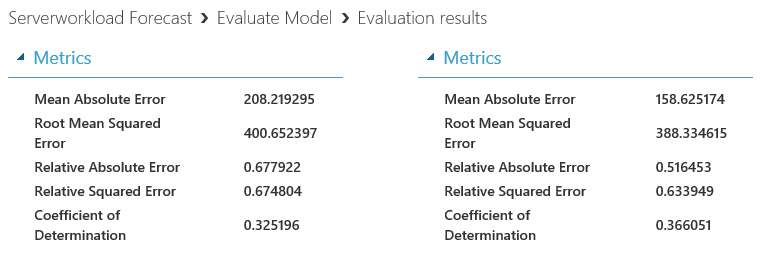 Serverworkload Forecast ❯ Evaluate Model ❯ Evaluation results
Metrics
Mean Absolute Error 208.219295
Root Mean Squared
Error 400.652397
Relative Absolute Error 0.677922
Relative Squared Error 0.674804
Coefficient of
Determination 0.325196
Metrics
Mean Absolute Error 158.625174
Root Mean Squared
Error 388.334615
Relative Absolute Error 0.516453
Relative Squared Error 0.633949
Coefficient of
Determination 0.366051